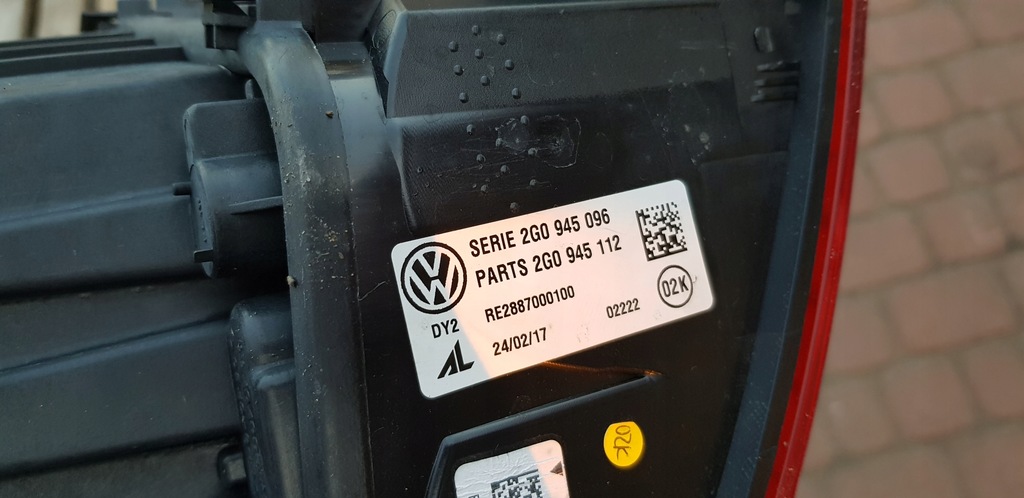 SERIE 2G0 945 096
PARTS 2G0 945 112
RE2887000100
DY2
24/02/17
02222
02K
AL